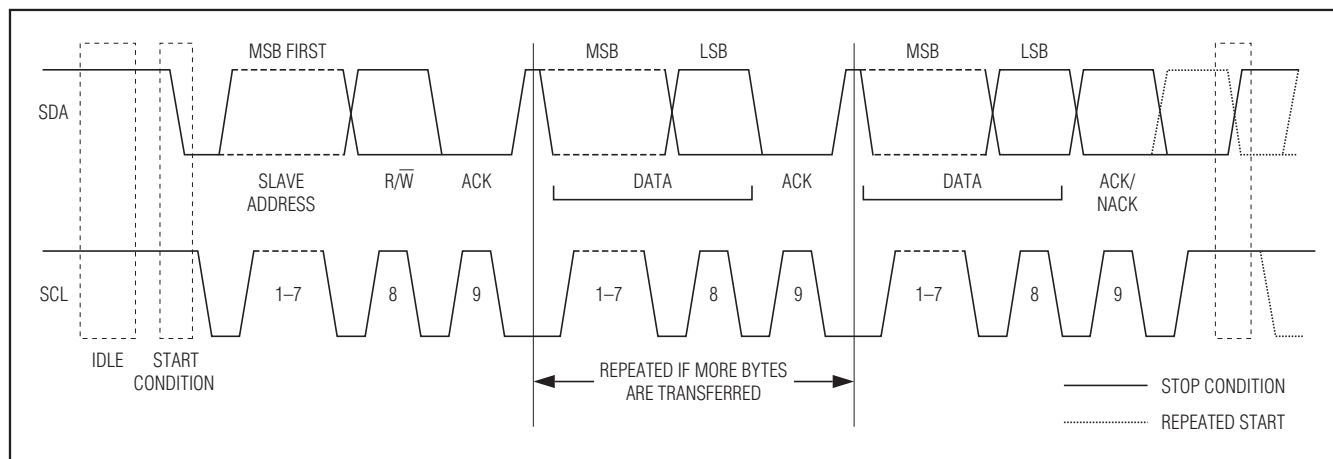 MSB FIRST
MSB
LSB
MSB
LSB
SDA
SLAVE
ADDRESS
R/W̅
ACK
DATA
ACK
DATA
ACK/
NACK
SCL
1–7
8
9
1–7
8
9
1–7
8
9
IDLE
START
CONDITION
REPEATED IF MORE BYTES
ARE TRANSFERRED
STOP CONDITION
REPEATED START